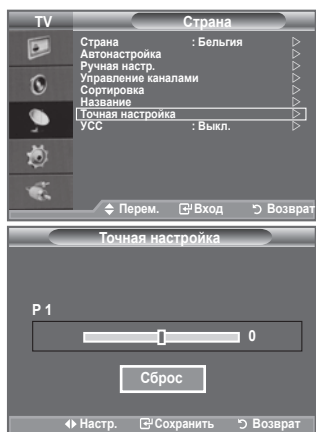 TV Страна
Страна : Бельгия
Автонастройка
Ручная настр.
Управление каналами
Сортировка
Название
Точная настройка
УСС : Выкл.
Перем. Вход Возврат
Точная настройка
P 1
0
Сброс
Настр. Сохранить Возврат